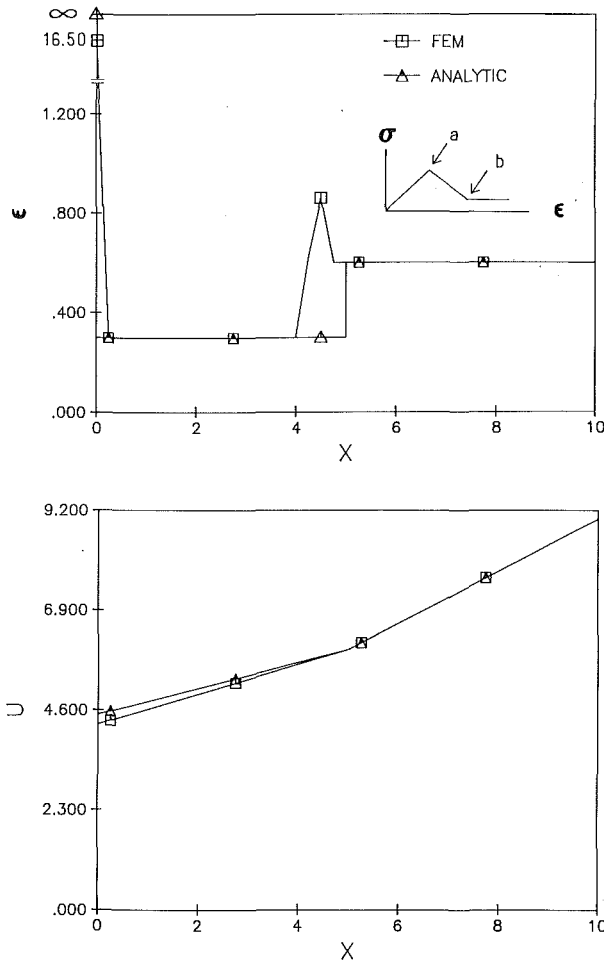 ∞
16.50
1.200
.800
.400
.000
ϵ
FEM
ANALYTIC
σ
a
b
ϵ
0 2 4 6 8 10
X
9.200
6.900
4.600
2.300
.000
U
0 2 4 6 8 10
X